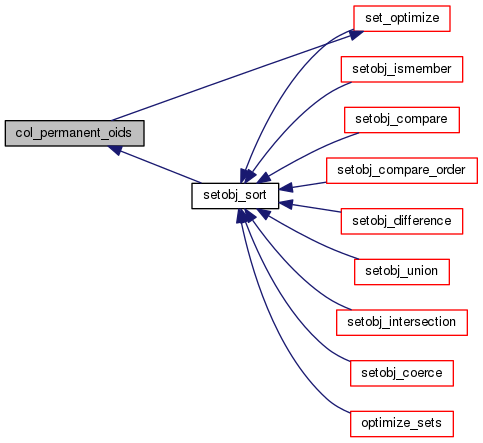 set_optimize
setobj_ismember
setobj_compare
col_permanent_oids
setobj_compare_order
setobj_sort
setobj_difference
setobj_union
setobj_intersection
setobj_coerce
optimize_sets